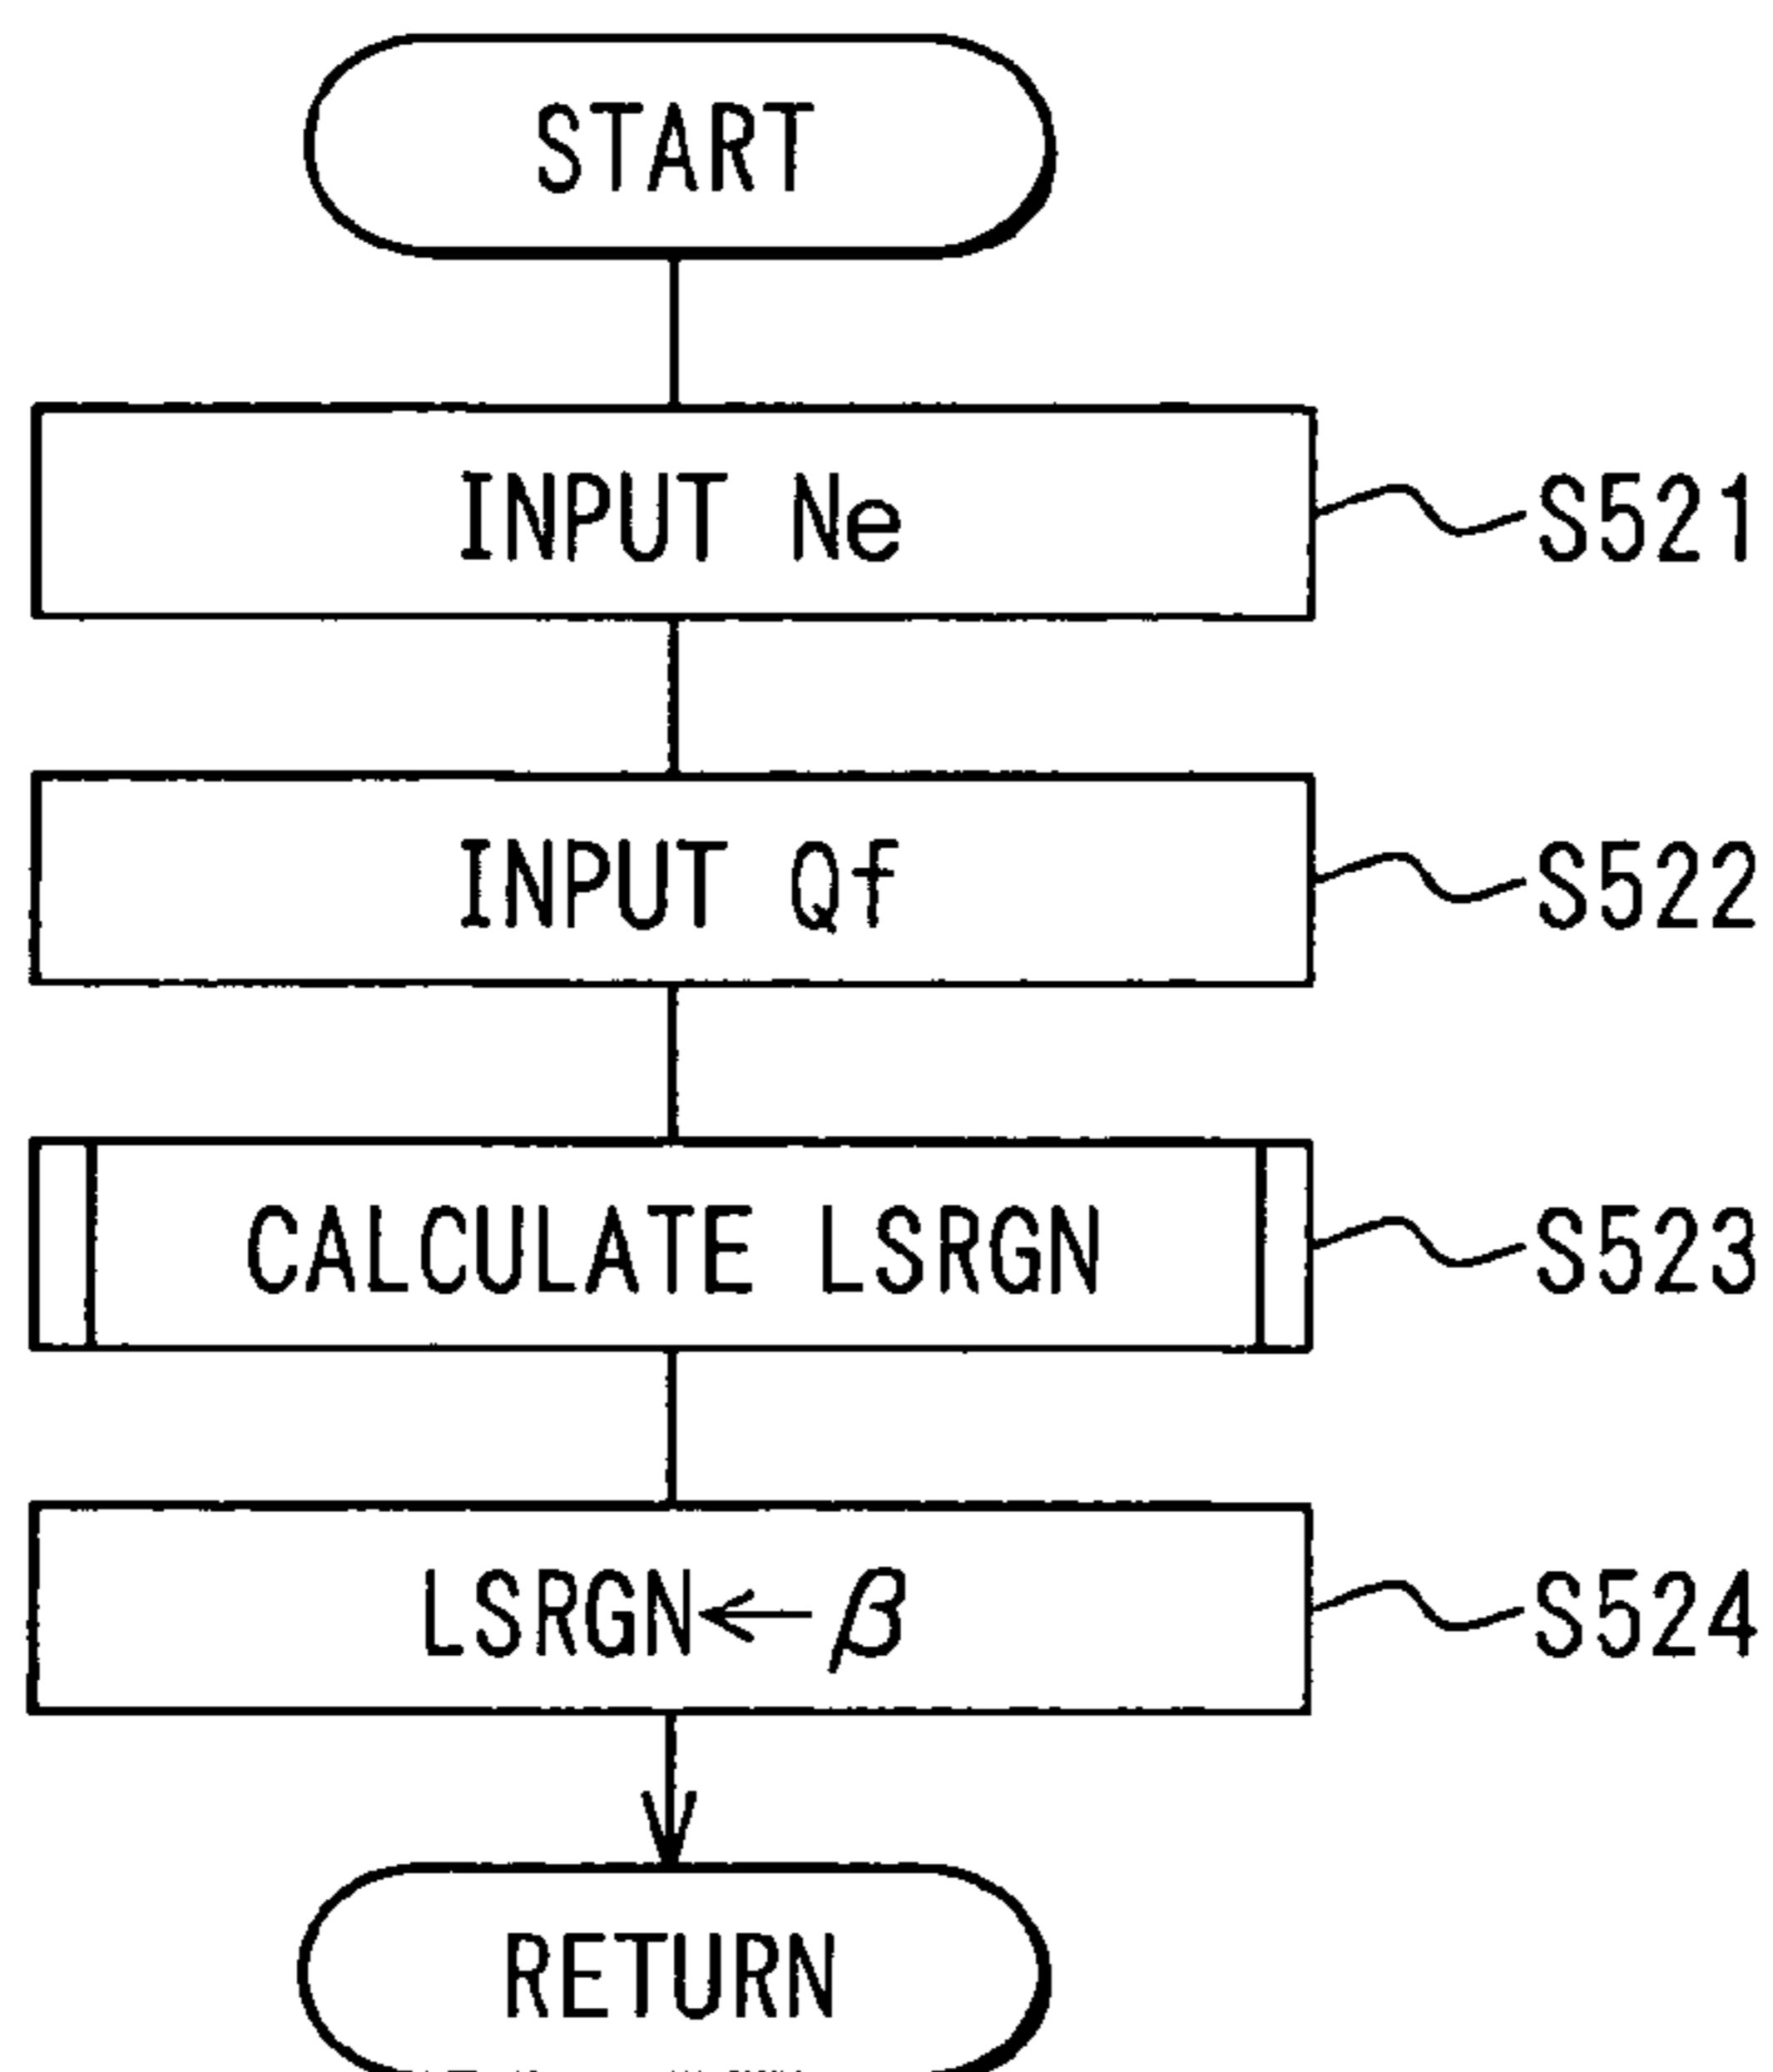 START
INPUT Ne S521
INPUT Qf S522
CALCULATE LSRGN S523
LSRGN←β S524
RETURN